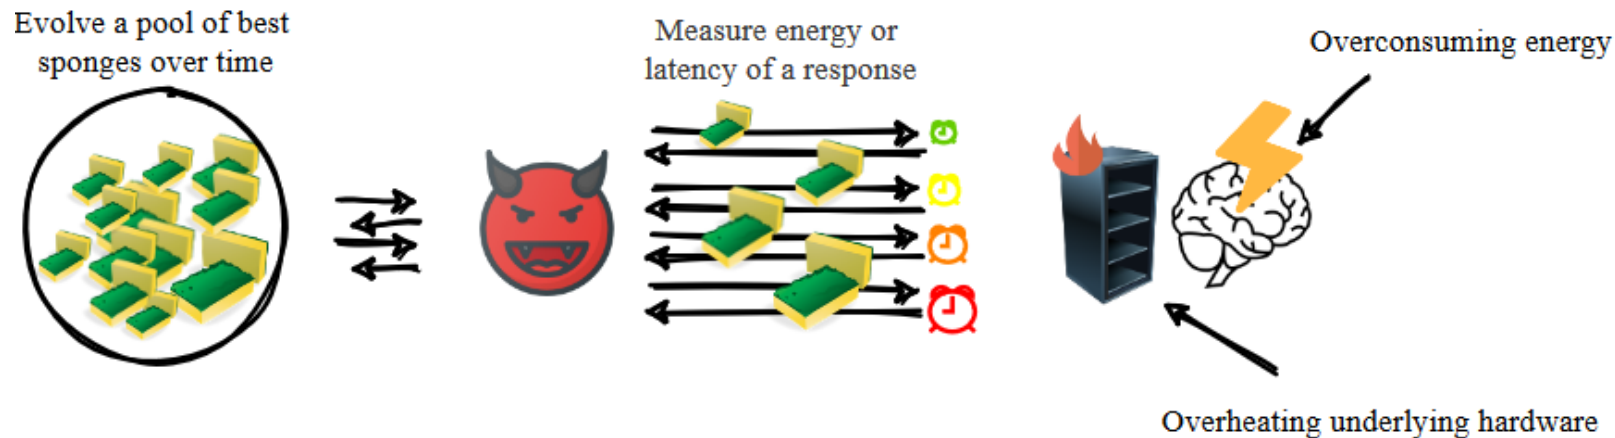 Evolve a pool of best
sponges over time
Measure energy or
latency of a response
Overconsuming energy
Overheating underlying hardware